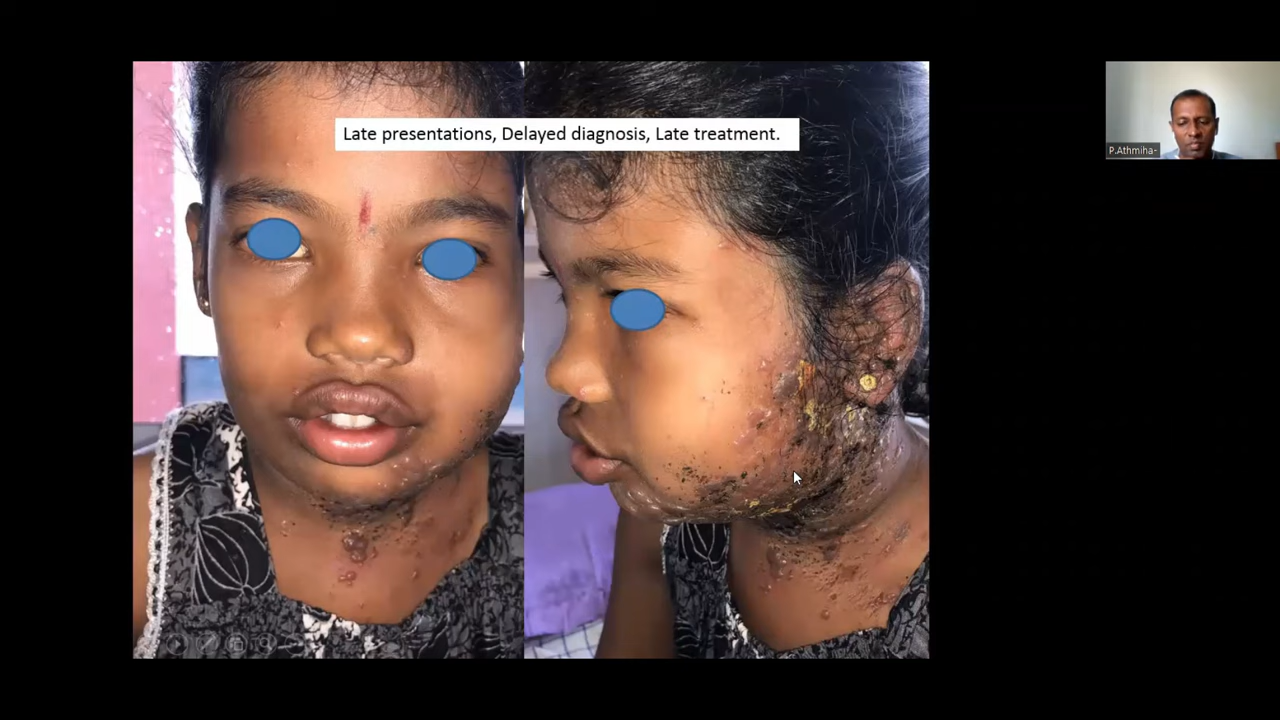 Late presentations, Delayed diagnosis, Late treatment.
P.Athmiha-